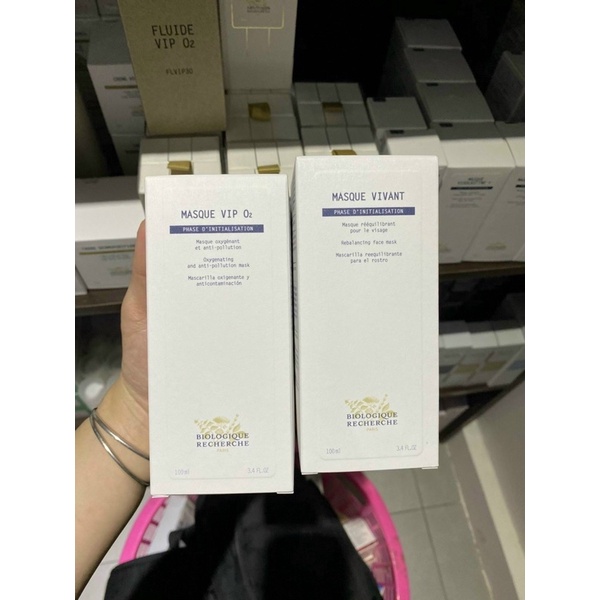 FLUIDE
VIP O₂
FLVIP30
MASQUE VIP O₂
PHASE D'INITIALISATION
Masque oxygénant
et anti-pollution
Oxygenating
and anti-pollution mask
Mascarilla oxigenante y
anticontaminación
BIOLOGIQUE
RECHERCHE
PARIS
100ml 3.4 FL.OZ
MASQUE VIVANT
PHASE D'INITIALISATION
Masque rééquilibrant
pour le visage
Rebalancing face mask
Mascarilla reequilibrante
para el rostro
BIOLOGIQUE
RECHERCHE
PARIS
100ml 3.4 FL.OZ